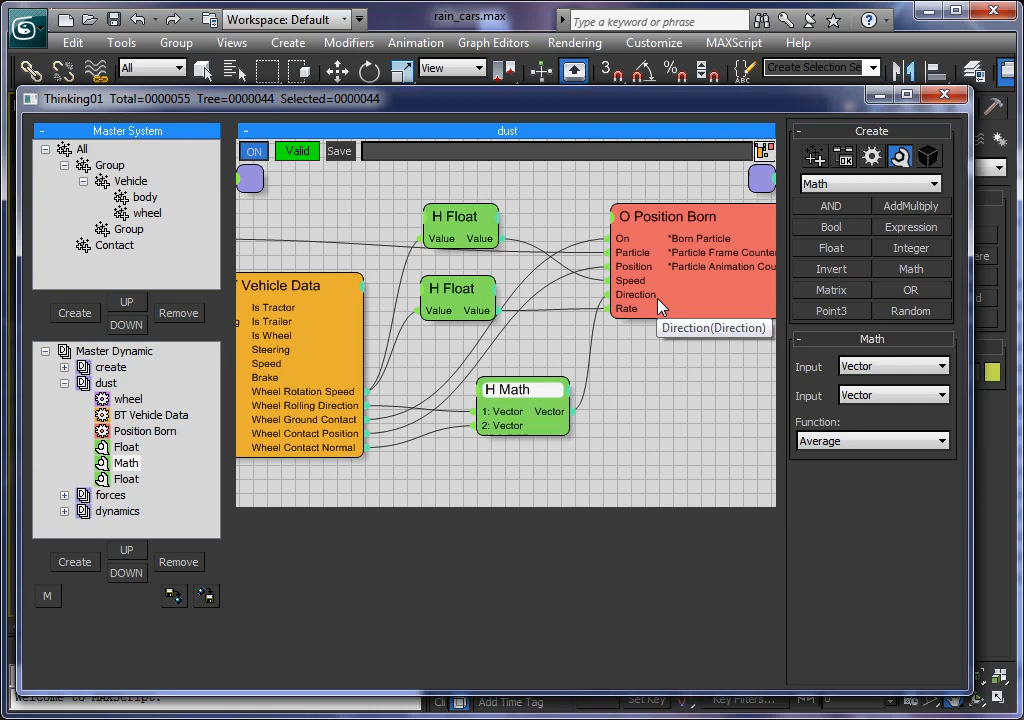 Workspace: Default
rain_cars.max
Type a keyword or phrase
Edit Tools Group Views Create Modifiers Animation Graph Editors Rendering Customize MAXScript Help
All
View
3
Create Selection Se
Thinking01 Total=0000055 Tree=0000044 Selected=0000044
- Master System
All
Group
Vehicle
body
wheel
Group
Contact
Create
UP
DOWN
Remove
Master Dynamic
create
dust
wheel
BT Vehicle Data
Position Born
Float
Math
Float
forces
dynamics
Create
UP
DOWN
Remove
M
- dust
ON Valid Save
H Float
Value Value
H Float
Value Value
Vehicle Data
Is Tractor
Is Trailer
Is Wheel
Steering
Speed
Brake
Wheel Rotation Speed
Wheel Rolling Direction
Wheel Ground Contact
Wheel Contact Position
Wheel Contact Normal
H Math
1: Vector Vector
2: Vector
O Position Born
On *Born Particle
Particle *Particle Frame Counte
Position *Particle Animation Cou
Speed
Direction
Rate
Direction(Direction)
- Create
Math
AND AddMultiply
Bool Expression
Float Integer
Invert Math
Matrix OR
Point3 Random
- Math
Input Vector
Input Vector
Function:
Average
Welcome to MAXScript.
Add Time Tag
Set Key
Key Filters...